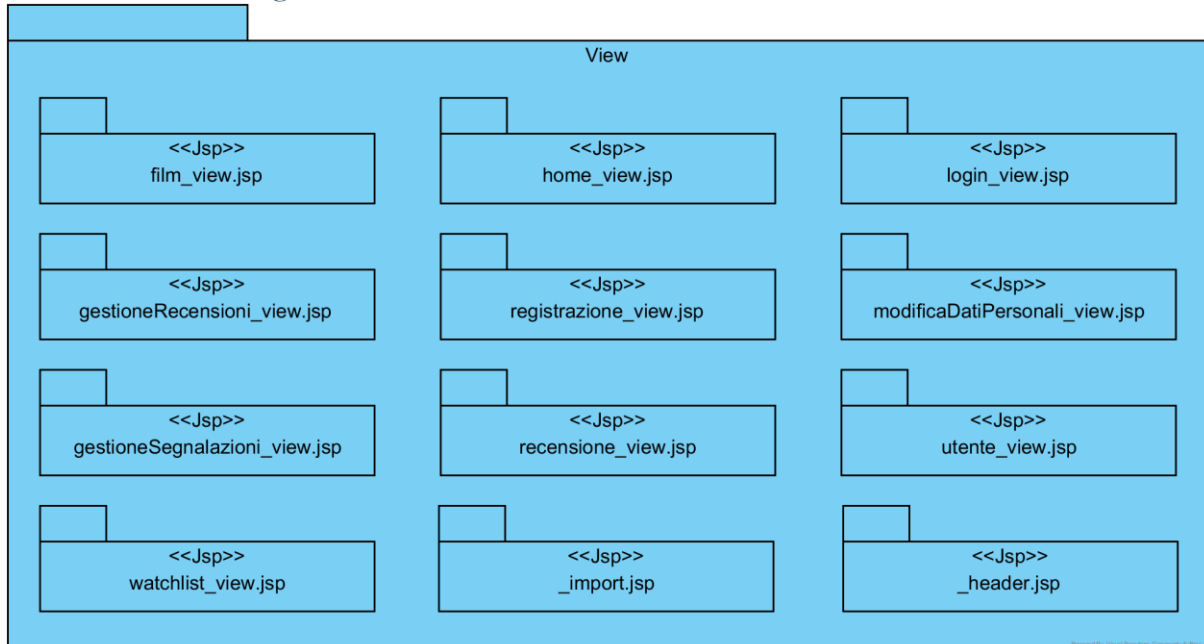 View
<<Jsp>>
film_view.jsp
<<Jsp>>
home_view.jsp
<<Jsp>>
login_view.jsp
<<Jsp>>
gestioneRecensioni_view.jsp
<<Jsp>>
registrazione_view.jsp
<<Jsp>>
modificaDatiPersonali_view.jsp
<<Jsp>>
gestioneSegnalazioni_view.jsp
<<Jsp>>
recensione_view.jsp
<<Jsp>>
utente_view.jsp
<<Jsp>>
watchlist_view.jsp
<<Jsp>>
_import.jsp
<<Jsp>>
_header.jsp